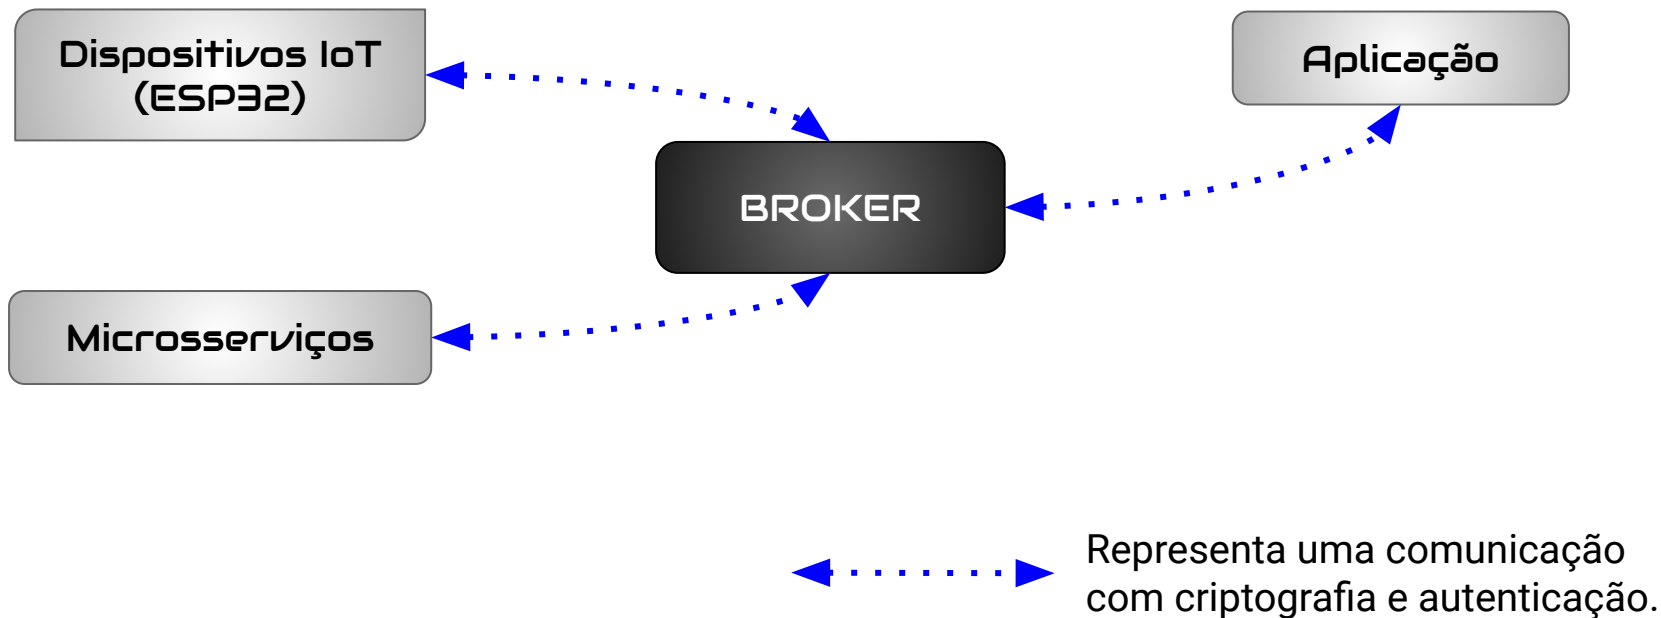 Dispositivos IoT
(ESP32)
Aplicação
BROKER
Microsserviços
Representa uma comunicação
com criptografia e autenticação.